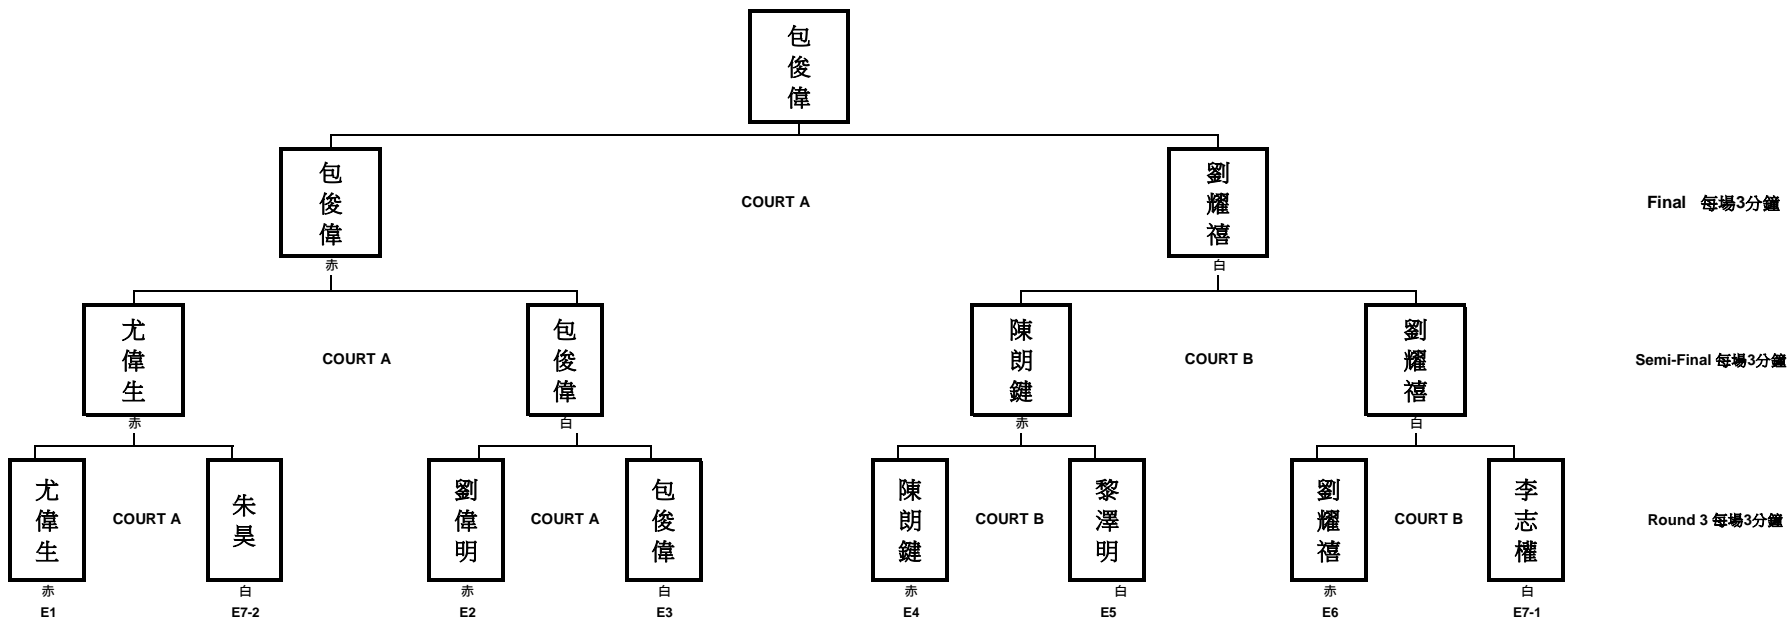 包俊偉
包俊偉
COURT A
劉耀禧
Final 每場3分鐘
赤
白
尤偉生
COURT A
包俊偉
陳朗鍵
COURT B
劉耀禧
Semi-Final 每場3分鐘
赤
白
赤
白
尤偉生
COURT A
朱昊
劉偉明
COURT A
包俊偉
陳朗鍵
COURT B
黎澤明
劉耀禧
COURT B
李志權
Round 3 每場3分鐘
赤
白
赤
白
赤
白
赤
白
E1
E7-2
E2
E3
E4
E5
E6
E7-1